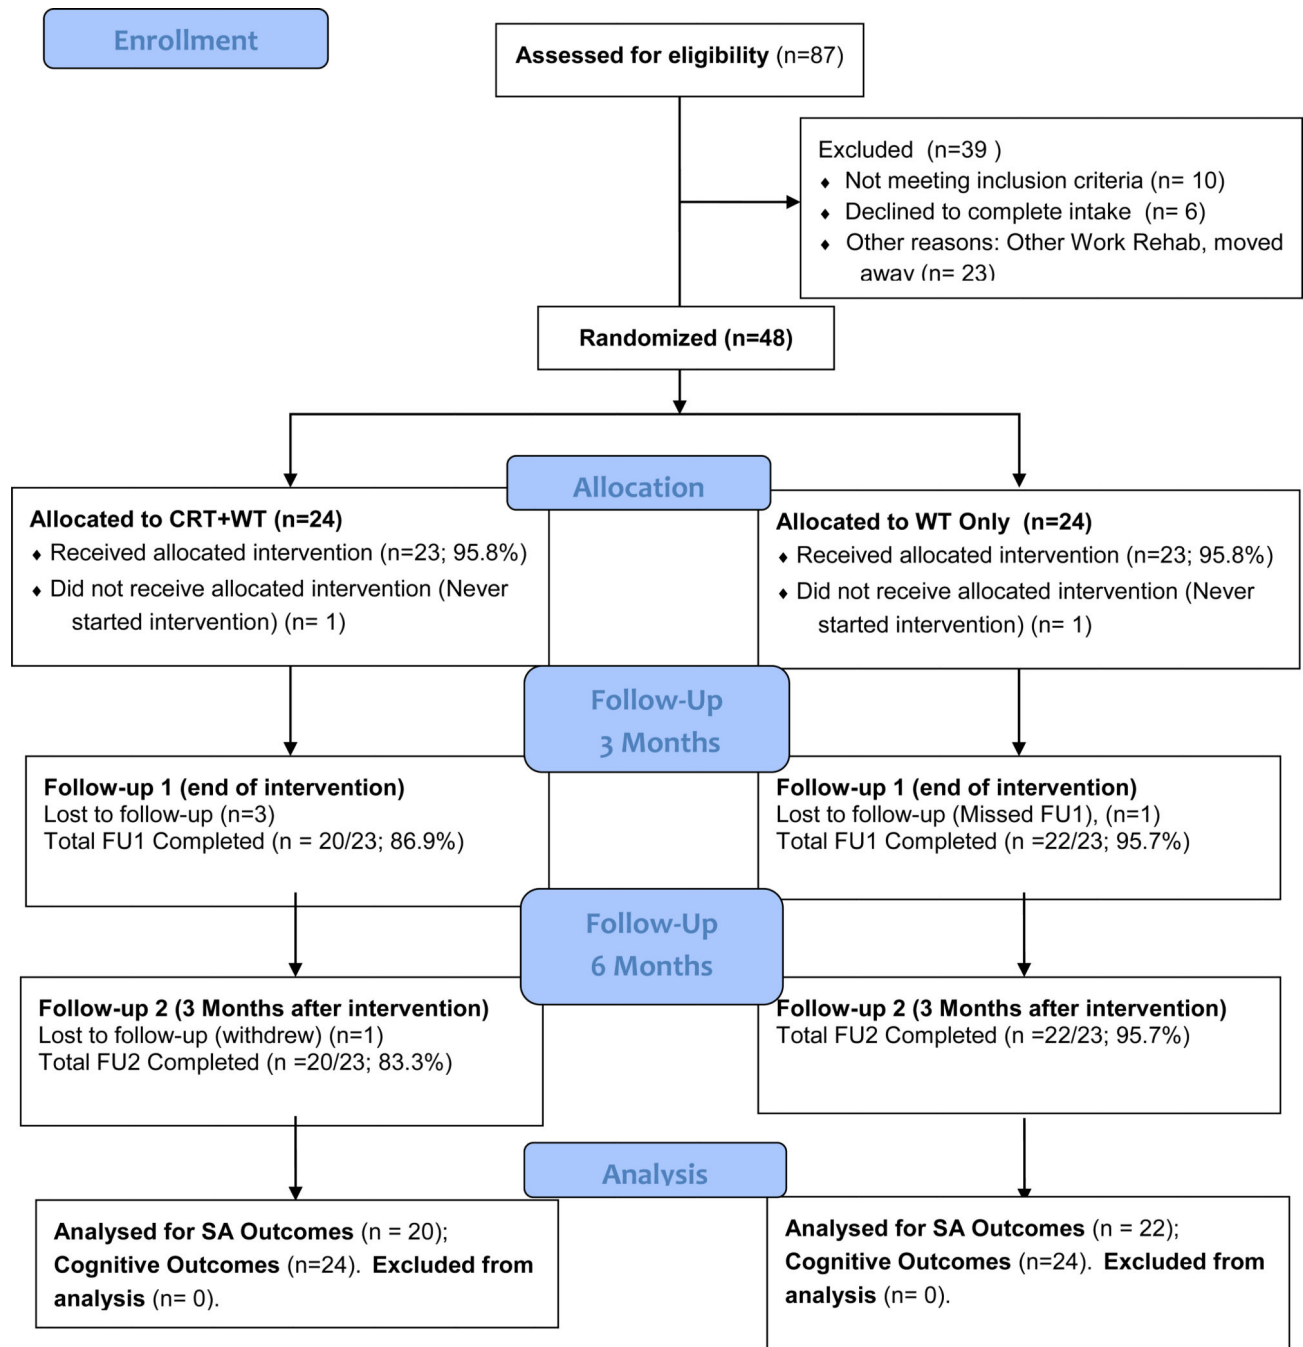 Enrollment
Assessed for eligibility (n=87)
Excluded (n=39 )
♦ Not meeting inclusion criteria (n= 10)
♦ Declined to complete intake (n= 6)
♦ Other reasons: Other Work Rehab, moved
away (n= 23)
Randomized (n=48)
Allocation
Allocated to CRT+WT (n=24)
♦ Received allocated intervention (n=23; 95.8%)
♦ Did not receive allocated intervention (Never
started intervention) (n= 1)
Allocated to WT Only (n=24)
♦ Received allocated intervention (n=23; 95.8%)
♦ Did not receive allocated intervention (Never
started intervention) (n= 1)
Follow-Up
3 Months
Follow-up 1 (end of intervention)
Lost to follow-up (n=3)
Total FU1 Completed (n = 20/23; 86.9%)
Follow-up 1 (end of intervention)
Lost to follow-up (Missed FU1), (n=1)
Total FU1 Completed (n =22/23; 95.7%)
Follow-Up
6 Months
Follow-up 2 (3 Months after intervention)
Lost to follow-up (withdrew) (n=1)
Total FU2 Completed (n =20/23; 83.3%)
Follow-up 2 (3 Months after intervention)
Total FU2 Completed (n =22/23; 95.7%)
Analysis
Analysed for SA Outcomes (n = 20);
Cognitive Outcomes (n=24). Excluded from
analysis (n= 0).
Analysed for SA Outcomes (n = 22);
Cognitive Outcomes (n=24). Excluded from
analysis (n= 0).